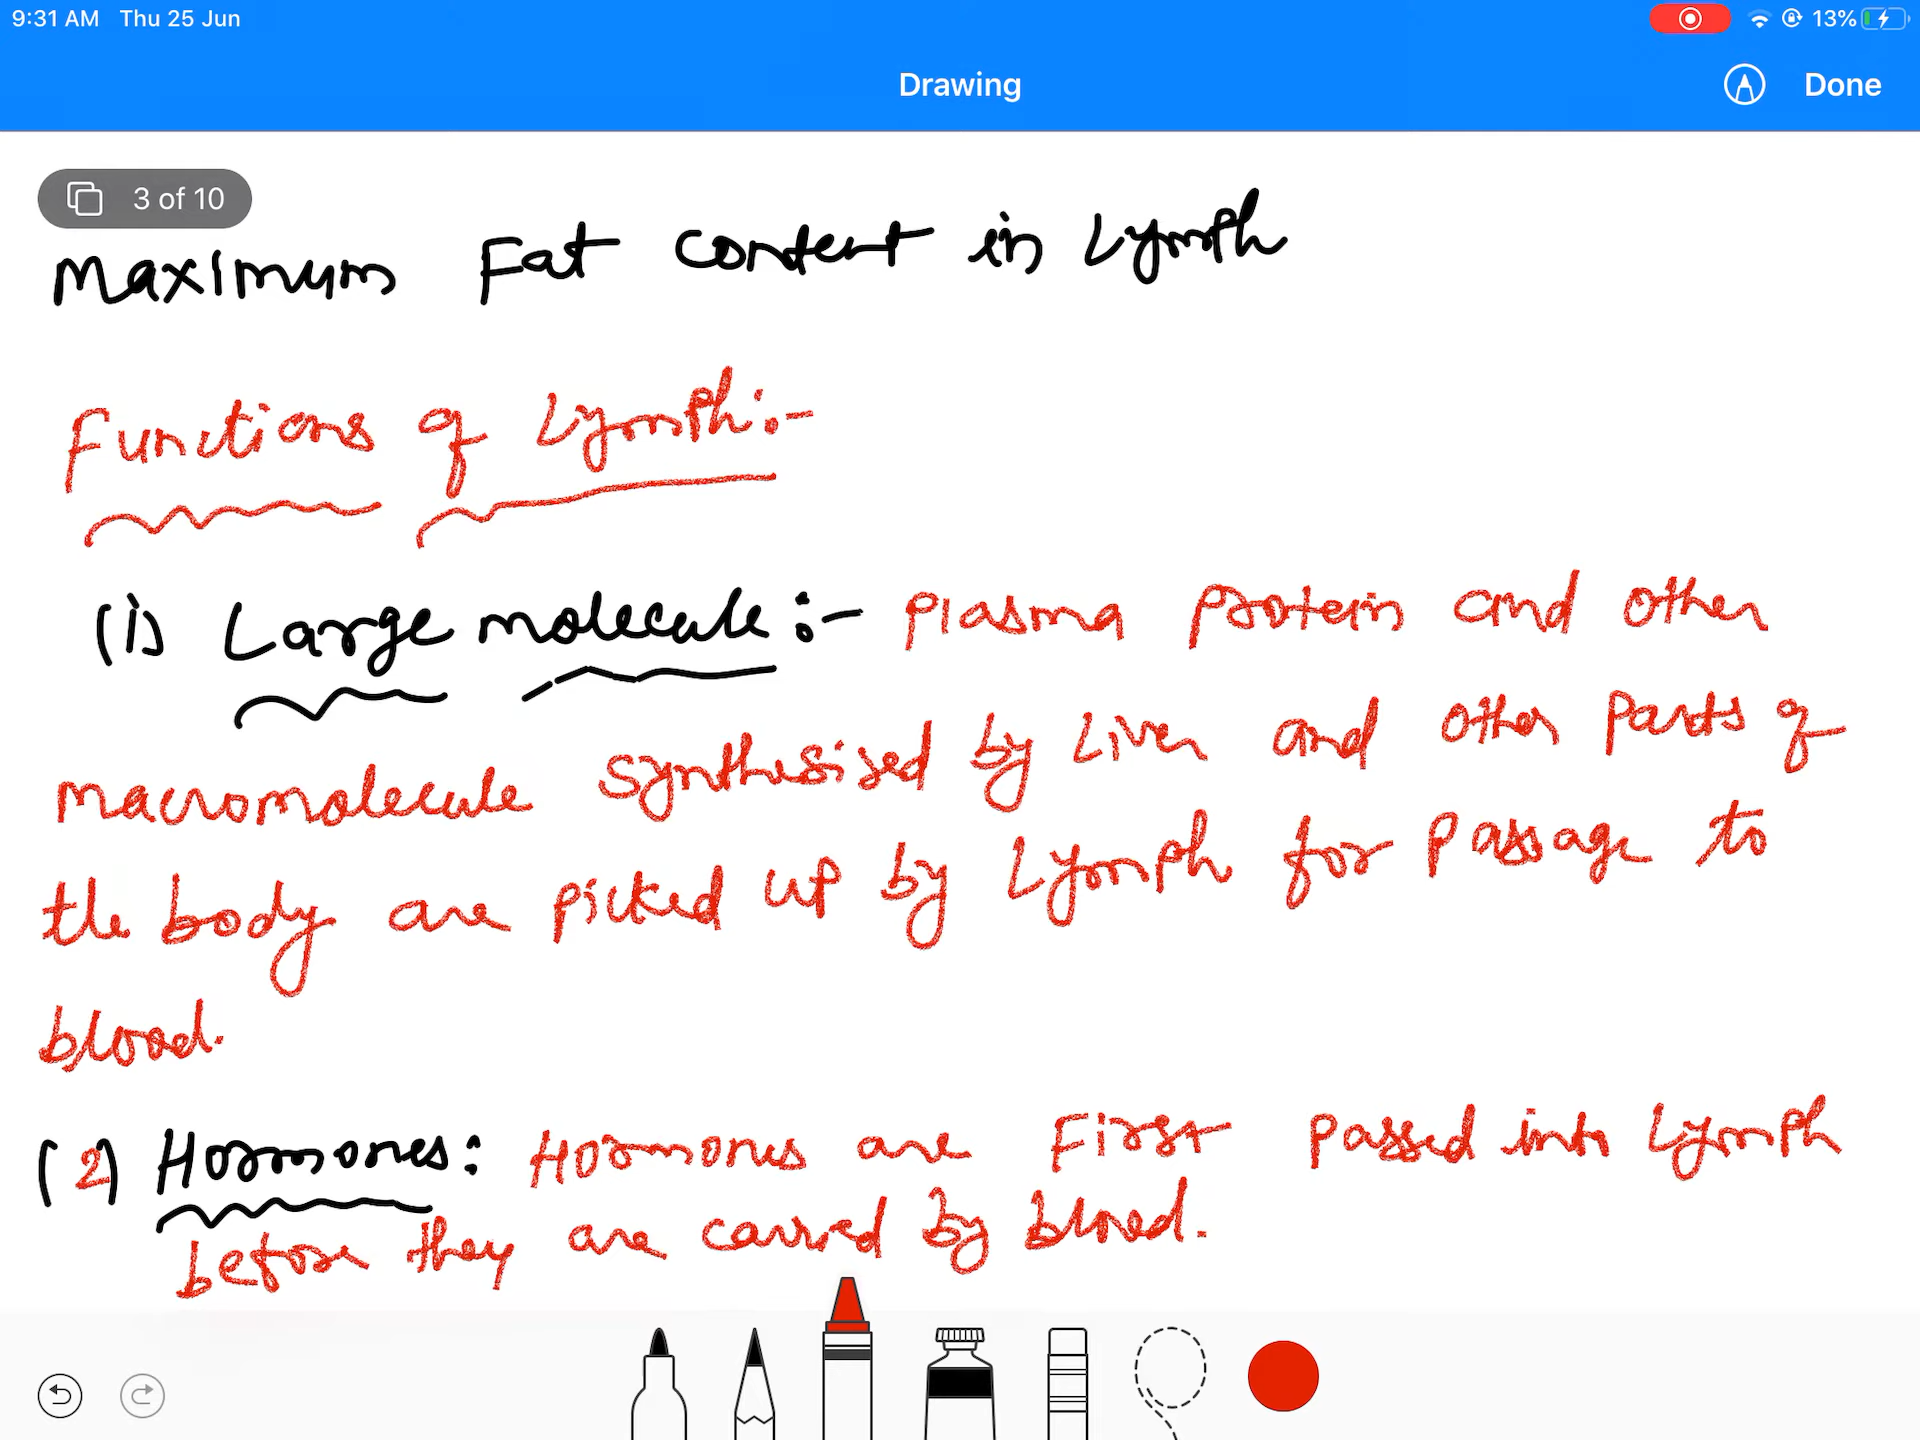 9:31 AM Thu 25 Jun 13%
Drawing Done
3 of 10
Maximum Fat content in Lymph
Functions of Lymph:-
(i) Large molecule:- Plasma protein and other
macromolecule synthesised by Liver and other parts of
the body are picked up by Lymph for passage to
blood.
(2) Hormones: Hormones are First passed into Lymph
before they are carried by blood.